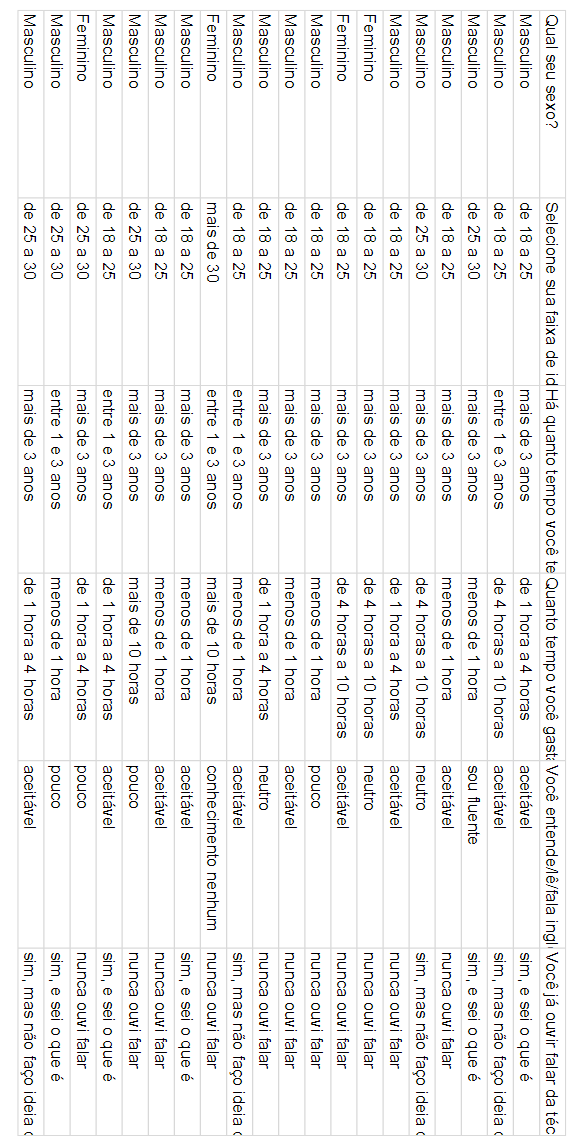 Qual seu sexo? Selecione sua faixa de id Há quanto tempo você te Quanto tempo você gasta Você entende/lê/fala ingl Você já ouvir falar da téc
Masculino de 18 a 25 mais de 3 anos de 1 hora a 4 horas aceitável sim, e sei o que é
Masculino de 18 a 25 entre 1 e 3 anos de 4 horas a 10 horas aceitável sim, mas não faço ideia
Masculino de 25 a 30 mais de 3 anos menos de 1 hora sou fluente sim, e sei o que é
Masculino de 18 a 25 mais de 3 anos menos de 1 hora aceitável nunca ouvi falar
Masculino de 25 a 30 mais de 3 anos de 4 horas a 10 horas neutro sim, mas não faço ideia
Masculino de 18 a 25 mais de 3 anos de 1 hora a 4 horas aceitável nunca ouvi falar
Feminino de 18 a 25 mais de 3 anos de 4 horas a 10 horas neutro nunca ouvi falar
Feminino de 18 a 25 mais de 3 anos de 4 horas a 10 horas aceitável nunca ouvi falar
Masculino de 18 a 25 mais de 3 anos menos de 1 hora pouco nunca ouvi falar
Masculino de 18 a 25 mais de 3 anos menos de 1 hora aceitável nunca ouvi falar
Masculino de 18 a 25 mais de 3 anos de 1 hora a 4 horas neutro nunca ouvi falar
Masculino de 18 a 25 entre 1 e 3 anos menos de 1 hora aceitável sim, mas não faço ideia
Feminino mais de 30 entre 1 e 3 anos mais de 10 horas conhecimento nenhum nunca ouvi falar
Masculino de 18 a 25 mais de 3 anos menos de 1 hora aceitável sim, e sei o que é
Masculino de 18 a 25 mais de 3 anos menos de 1 hora aceitável nunca ouvi falar
Masculino de 25 a 30 mais de 3 anos mais de 10 horas pouco nunca ouvi falar
Masculino de 18 a 25 entre 1 e 3 anos de 1 hora a 4 horas aceitável sim, e sei o que é
Feminino de 25 a 30 mais de 3 anos de 1 hora a 4 horas pouco nunca ouvi falar
Masculino de 25 a 30 entre 1 e 3 anos menos de 1 hora pouco sim, e sei o que é
Masculino de 25 a 30 mais de 3 anos de 1 hora a 4 horas aceitável sim, mas não faço ideia